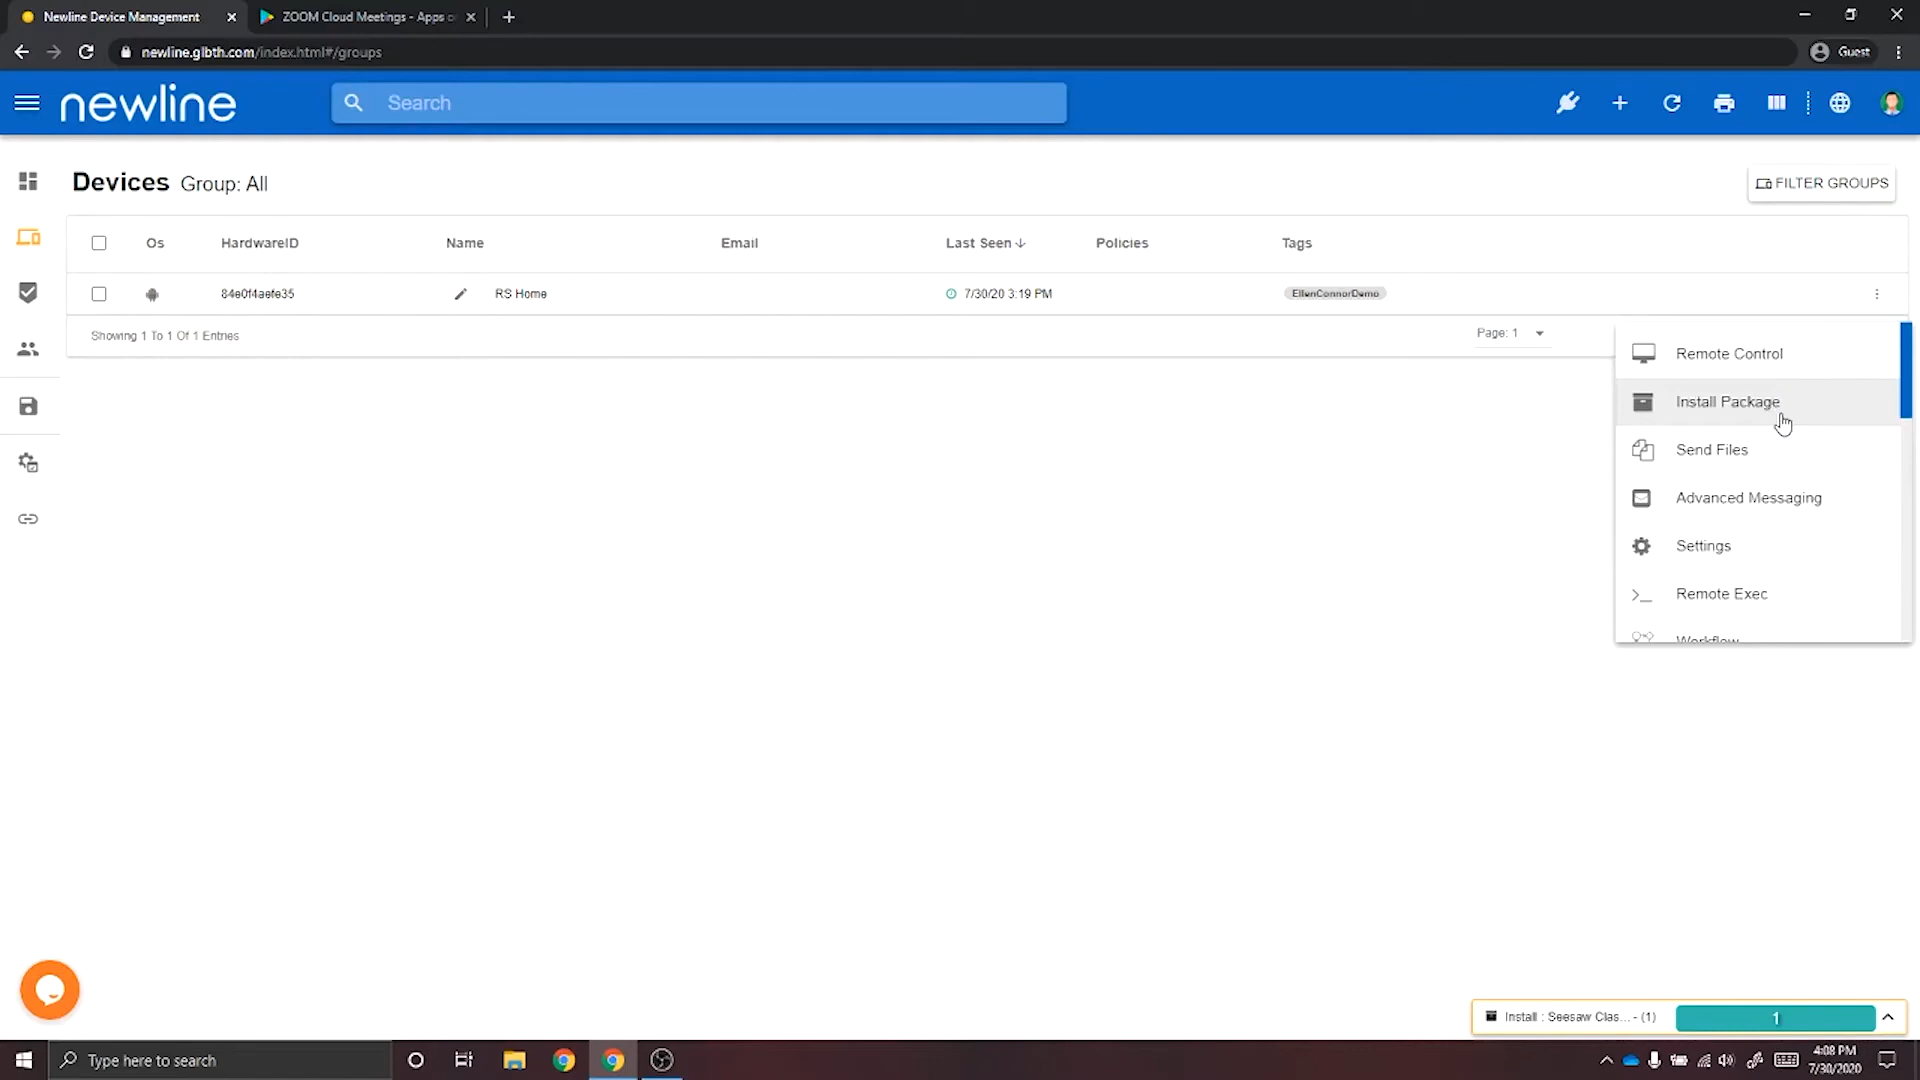 Newline Device Management
ZOOM Cloud Meetings - Apps o
newline.glbth.com/index.html#/groups
Guest
newline
Search
Devices Group: All
FILTER GROUPS
Os HardwareID Name Email Last Seen Policies Tags
84e0f4aefe35 RS Home 7/30/20 3:19 PM EllenConnorDemo
Showing 1 To 1 Of 1 Entries
Page: 1
Remote Control
Install Package
Send Files
Advanced Messaging
Settings
Remote Exec
Workflow
Install : Seesaw Clas... - (1)
1
Type here to search
4:08 PM
7/30/2020